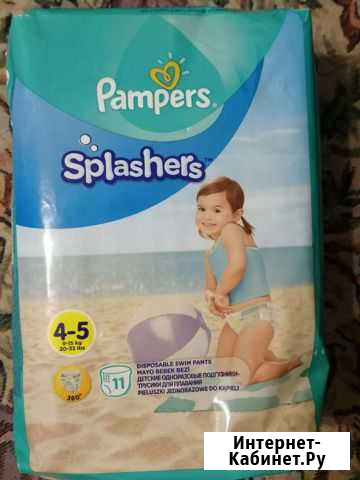 Pampers
Splashers™
4-5
9-15 kg
20-33 lbs
360°
11
DISPOSABLE SWIM PANTS
MAYO BEBEK BEZİ
ДЕТСКИЕ ОДНОРАЗОВЫЕ ПОДГУЗНИКИ-
ТРУСИКИ ДЛЯ ПЛАВАНИЯ
PIELUSZKI JEDNORAZOWE DO KĄPIELI
Интернет-
Кабинет.Ру